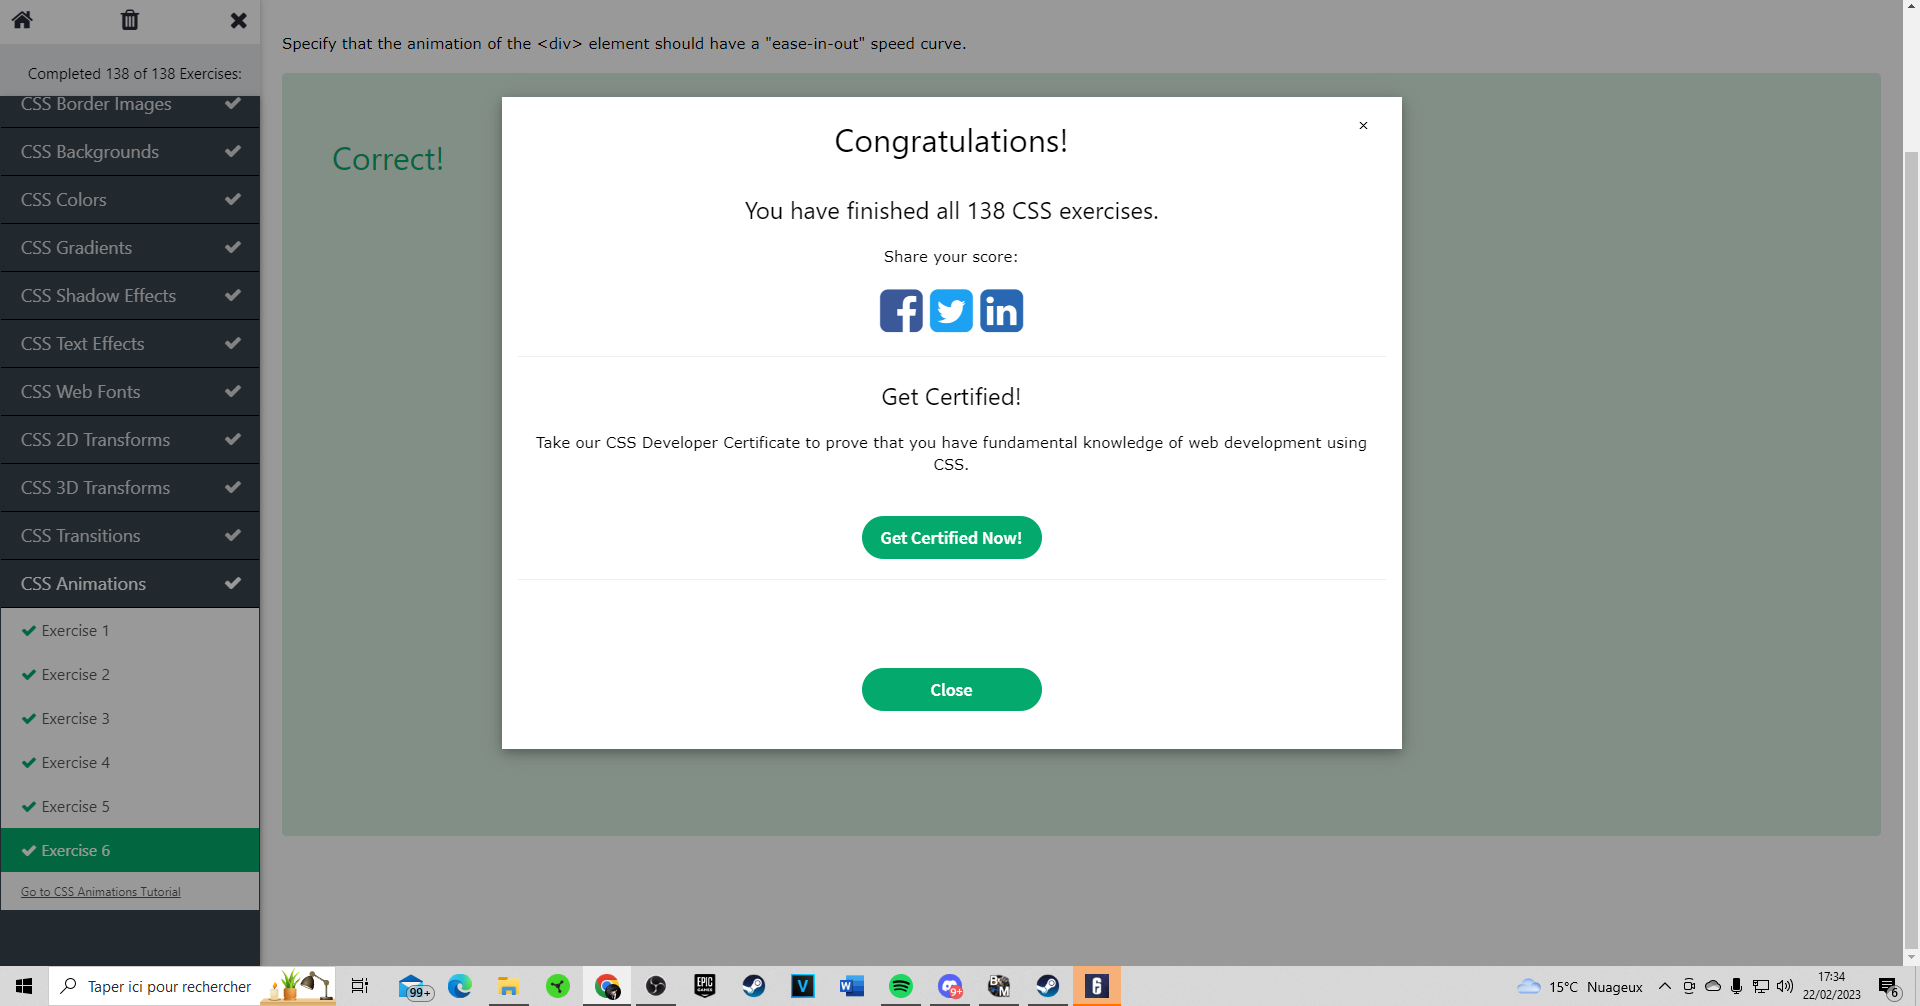 Specify that the animation of the <div> element should have a "ease-in-out" speed curve.
Completed 138 of 138 Exercises:
CSS Border Images
CSS Backgrounds
CSS Colors
CSS Gradients
CSS Shadow Effects
CSS Text Effects
CSS Web Fonts
CSS 2D Transforms
CSS 3D Transforms
CSS Transitions
CSS Animations
Exercise 1
Exercise 2
Exercise 3
Exercise 4
Exercise 5
Exercise 6
Go to CSS Animations Tutorial
Correct!
×
Congratulations!
You have finished all 138 CSS exercises.
Share your score:
Get Certified!
Take our CSS Developer Certificate to prove that you have fundamental knowledge of web development using
CSS.
Get Certified Now!
Close
Taper ici pour rechercher
99+
EPIC
GAMES
V
W
9+
B
M
6
15°C Nuageux
17:34
22/02/2023
6